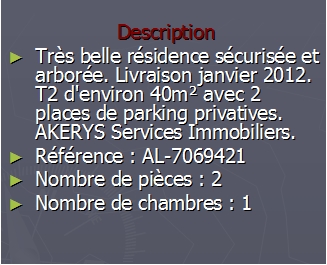 Description
► Très belle résidence sécurisée et
arborée. Livraison janvier 2012.
T2 d'environ 40m² avec 2
places de parking privatives.
AKERYS Services Immobiliers.
► Référence : AL-7069421
► Nombre de pièces : 2
► Nombre de chambres : 1